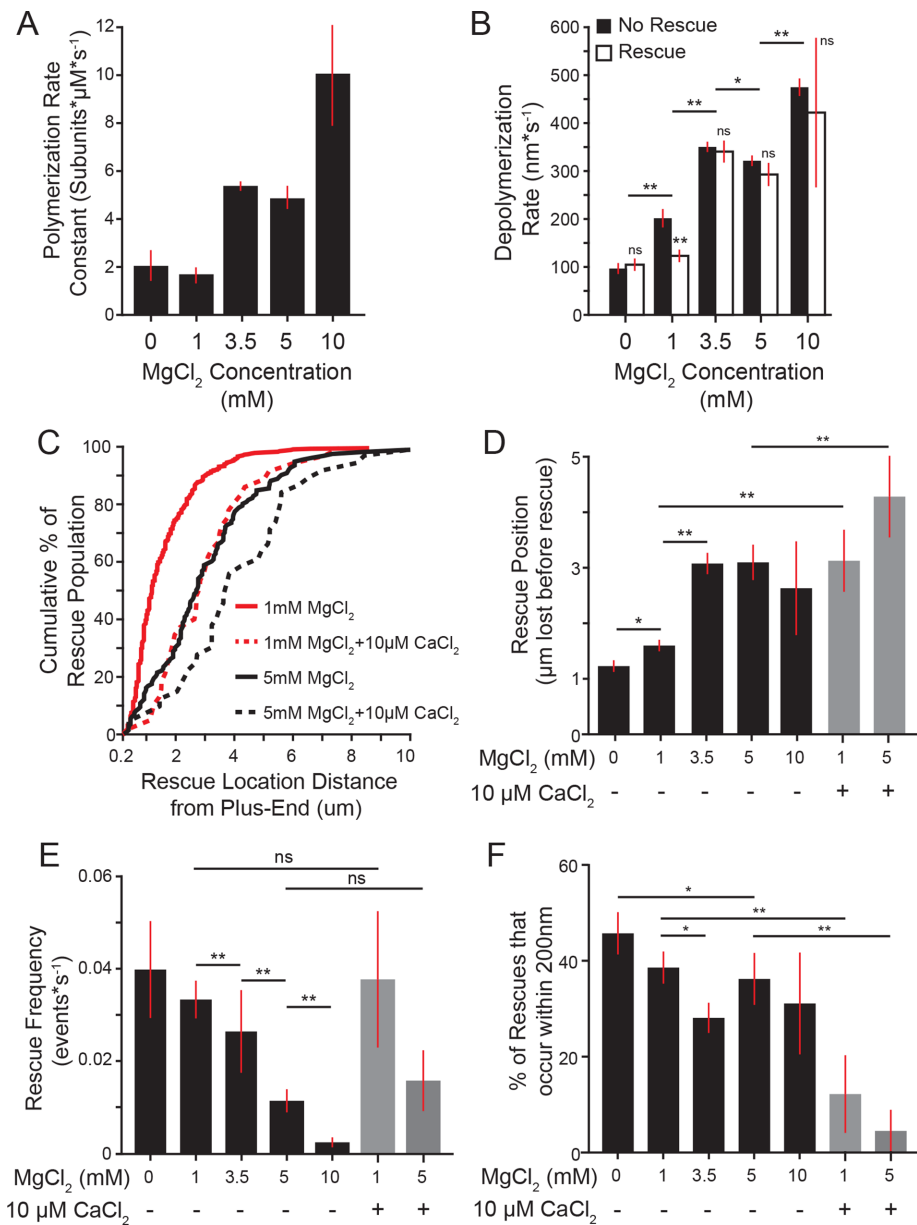 A
Polymerization Rate
Constant (Subunits*µM*s⁻¹)
12
10
8
6
4
2
0
0 1 3.5 5 10
MgCl₂ Concentration
(mM)
B
No Rescue
Rescue
Depolymerization
Rate (nm*s⁻¹)
600
500
400
300
200
100
0
ns
**
**
**
ns
*
ns
**
ns
0 1 3.5 5 10
MgCl₂ Concentration
(mM)
C
Cumulative % of
Rescue Population
100
80
60
40
20
0
1mM MgCl₂
1mM MgCl₂+10µM CaCl₂
5mM MgCl₂
5mM MgCl₂+10µM CaCl₂
0.2 2 4 6 8 10
Rescue Location Distance
from Plus-End (um)
D
Rescue Position
(µm lost before rescue)
5
3
1
0
*
**
**
**
MgCl₂ (mM) 0 1 3.5 5 10 1 5
10 µM CaCl₂ - - - - - + +
E
Rescue Frequency
(events*s⁻¹)
0.06
0.04
0.02
0
ns
ns
**
**
**
MgCl₂ (mM) 0 1 3.5 5 10 1 5
10 µM CaCl₂ - - - - - + +
F
% of Rescues that
occur within 200nm
60
40
20
0
*
**
*
**
MgCl₂ (mM) 0 1 3.5 5 10 1 5
10 µM CaCl₂ - - - - - + +